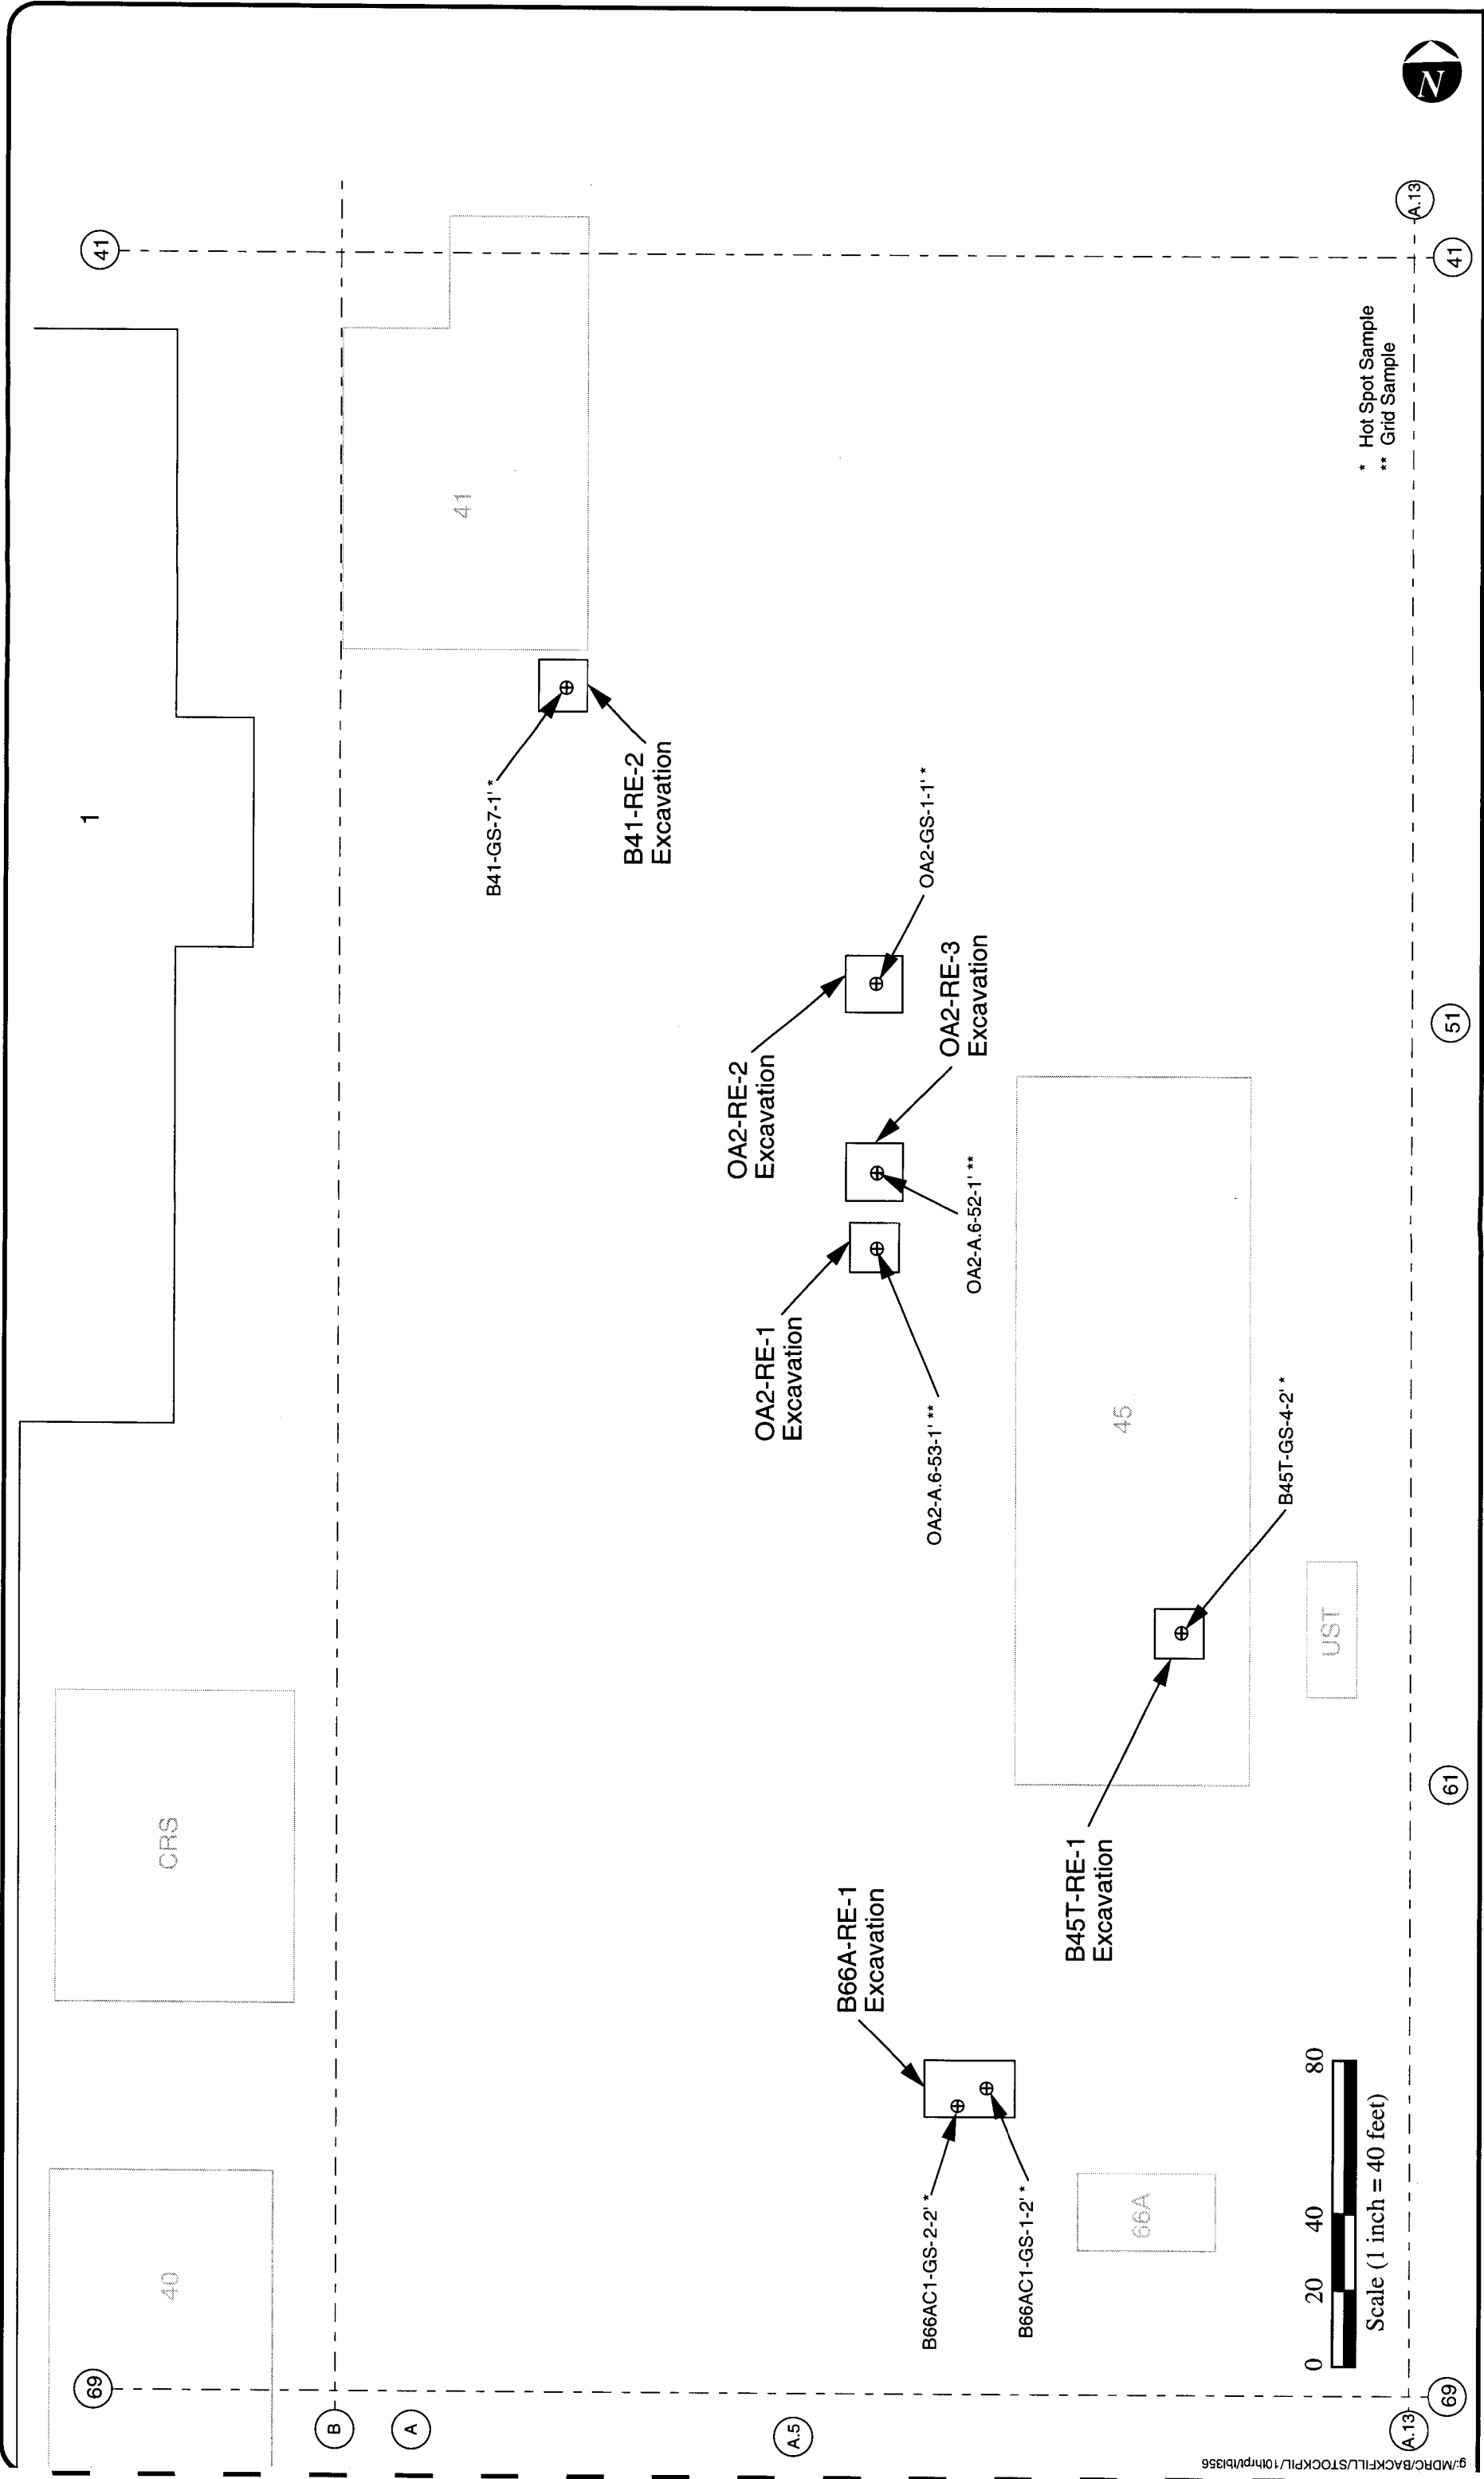 69
40
CRS
1
41
B
A
A.5
41
B41-GS-7-1' *
B41-RE-2
Excavation
OA2-RE-2
Excavation
OA2-GS-1-1' *
OA2-RE-3
Excavation
OA2-RE-1
Excavation
OA2-A.6-52-1' **
OA2-A.6-53-1' **
B66A-RE-1
Excavation
B66AC1-GS-2-2' *
B66AC1-GS-1-2' *
45
B45T-RE-1
Excavation
B45T-GS-4-2' *
66A
UST
0 20 40 80
Scale (1 inch = 40 feet)
* Hot Spot Sample
** Grid Sample
A.13
A.13
69
61
51
41
N
g:/MDRC/BACKFILL/STOCKPIL/10thrpt/tbl356